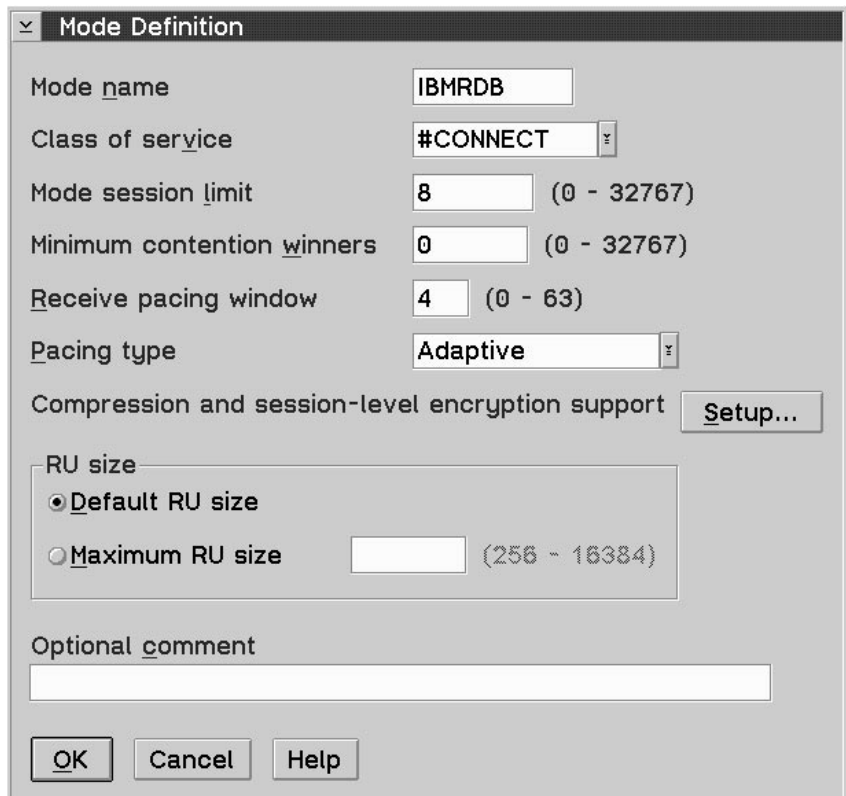 Mode Definition
Mode name IBMRDB
Class of service #CONNECT
Mode session limit 8 (0 - 32767)
Minimum contention winners 0 (0 - 32767)
Receive pacing window 4 (0 - 63)
Pacing type Adaptive
Compression and session-level encryption support Setup...
RU size
Default RU size
Maximum RU size (256 - 16384)
Optional comment
OK Cancel Help